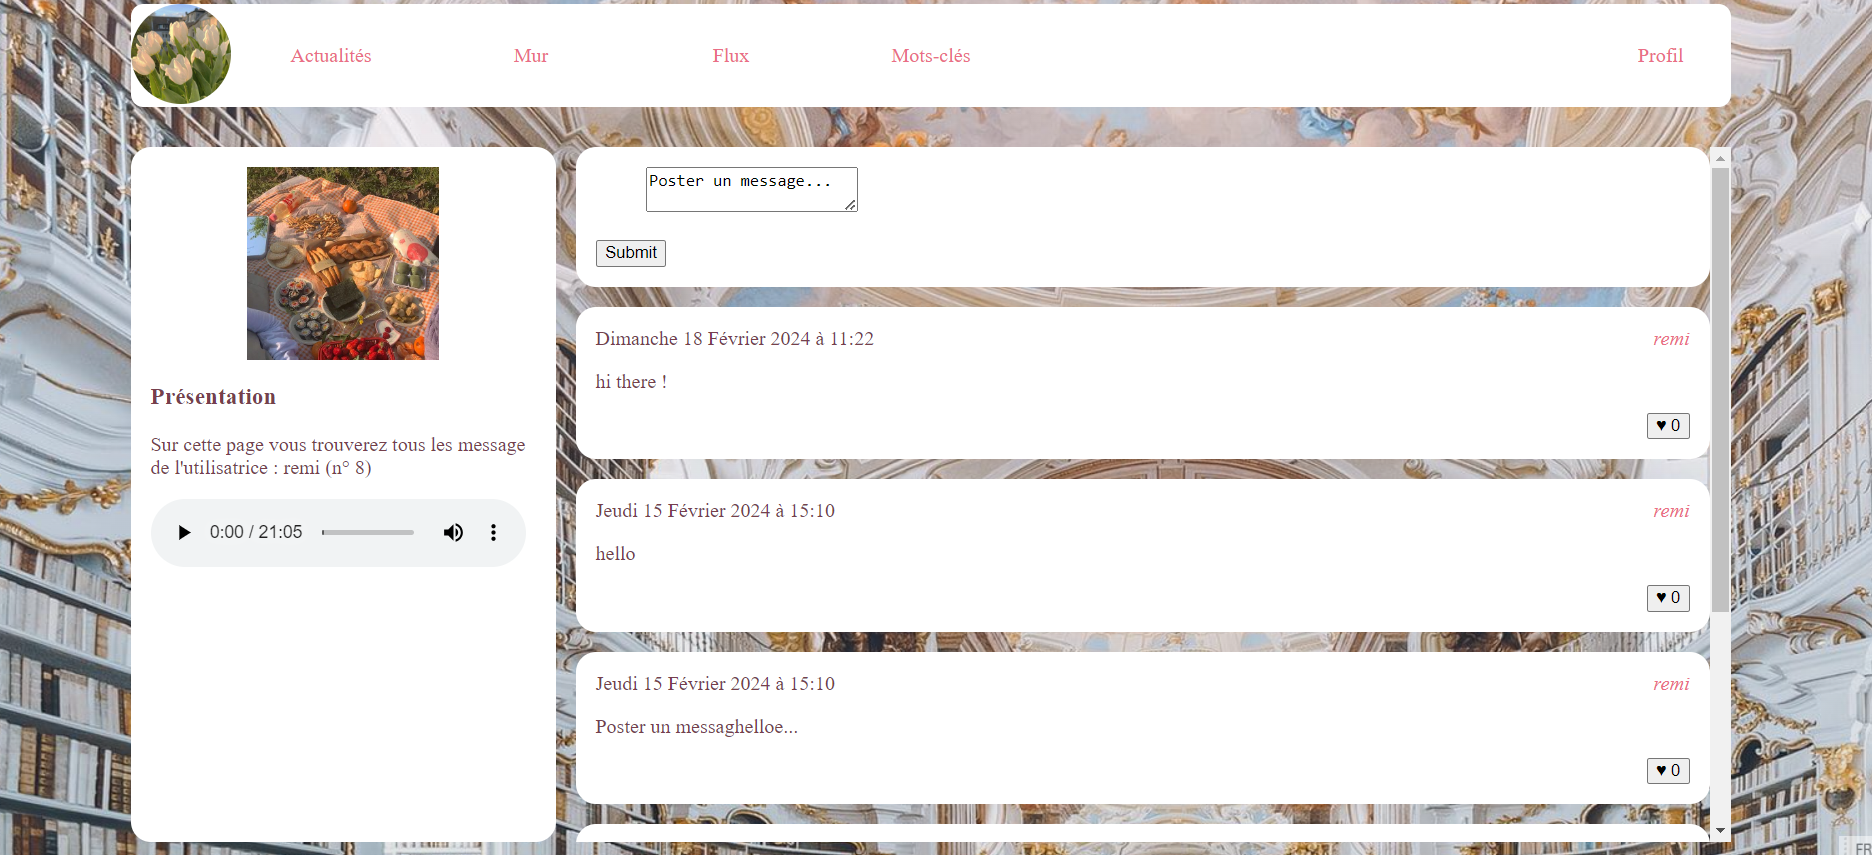 Actualités Mur Flux Mots-clés Profil
Présentation
Sur cette page vous trouverez tous les message
de l'utilisatrice : remi (n° 8)
0:00 / 21:05
Poster un message...
Submit
Dimanche 18 Février 2024 à 11:22 remi
hi there !
♥ 0
Jeudi 15 Février 2024 à 15:10 remi
hello
♥ 0
Jeudi 15 Février 2024 à 15:10 remi
Poster un messaghelloe...
♥ 0
FR